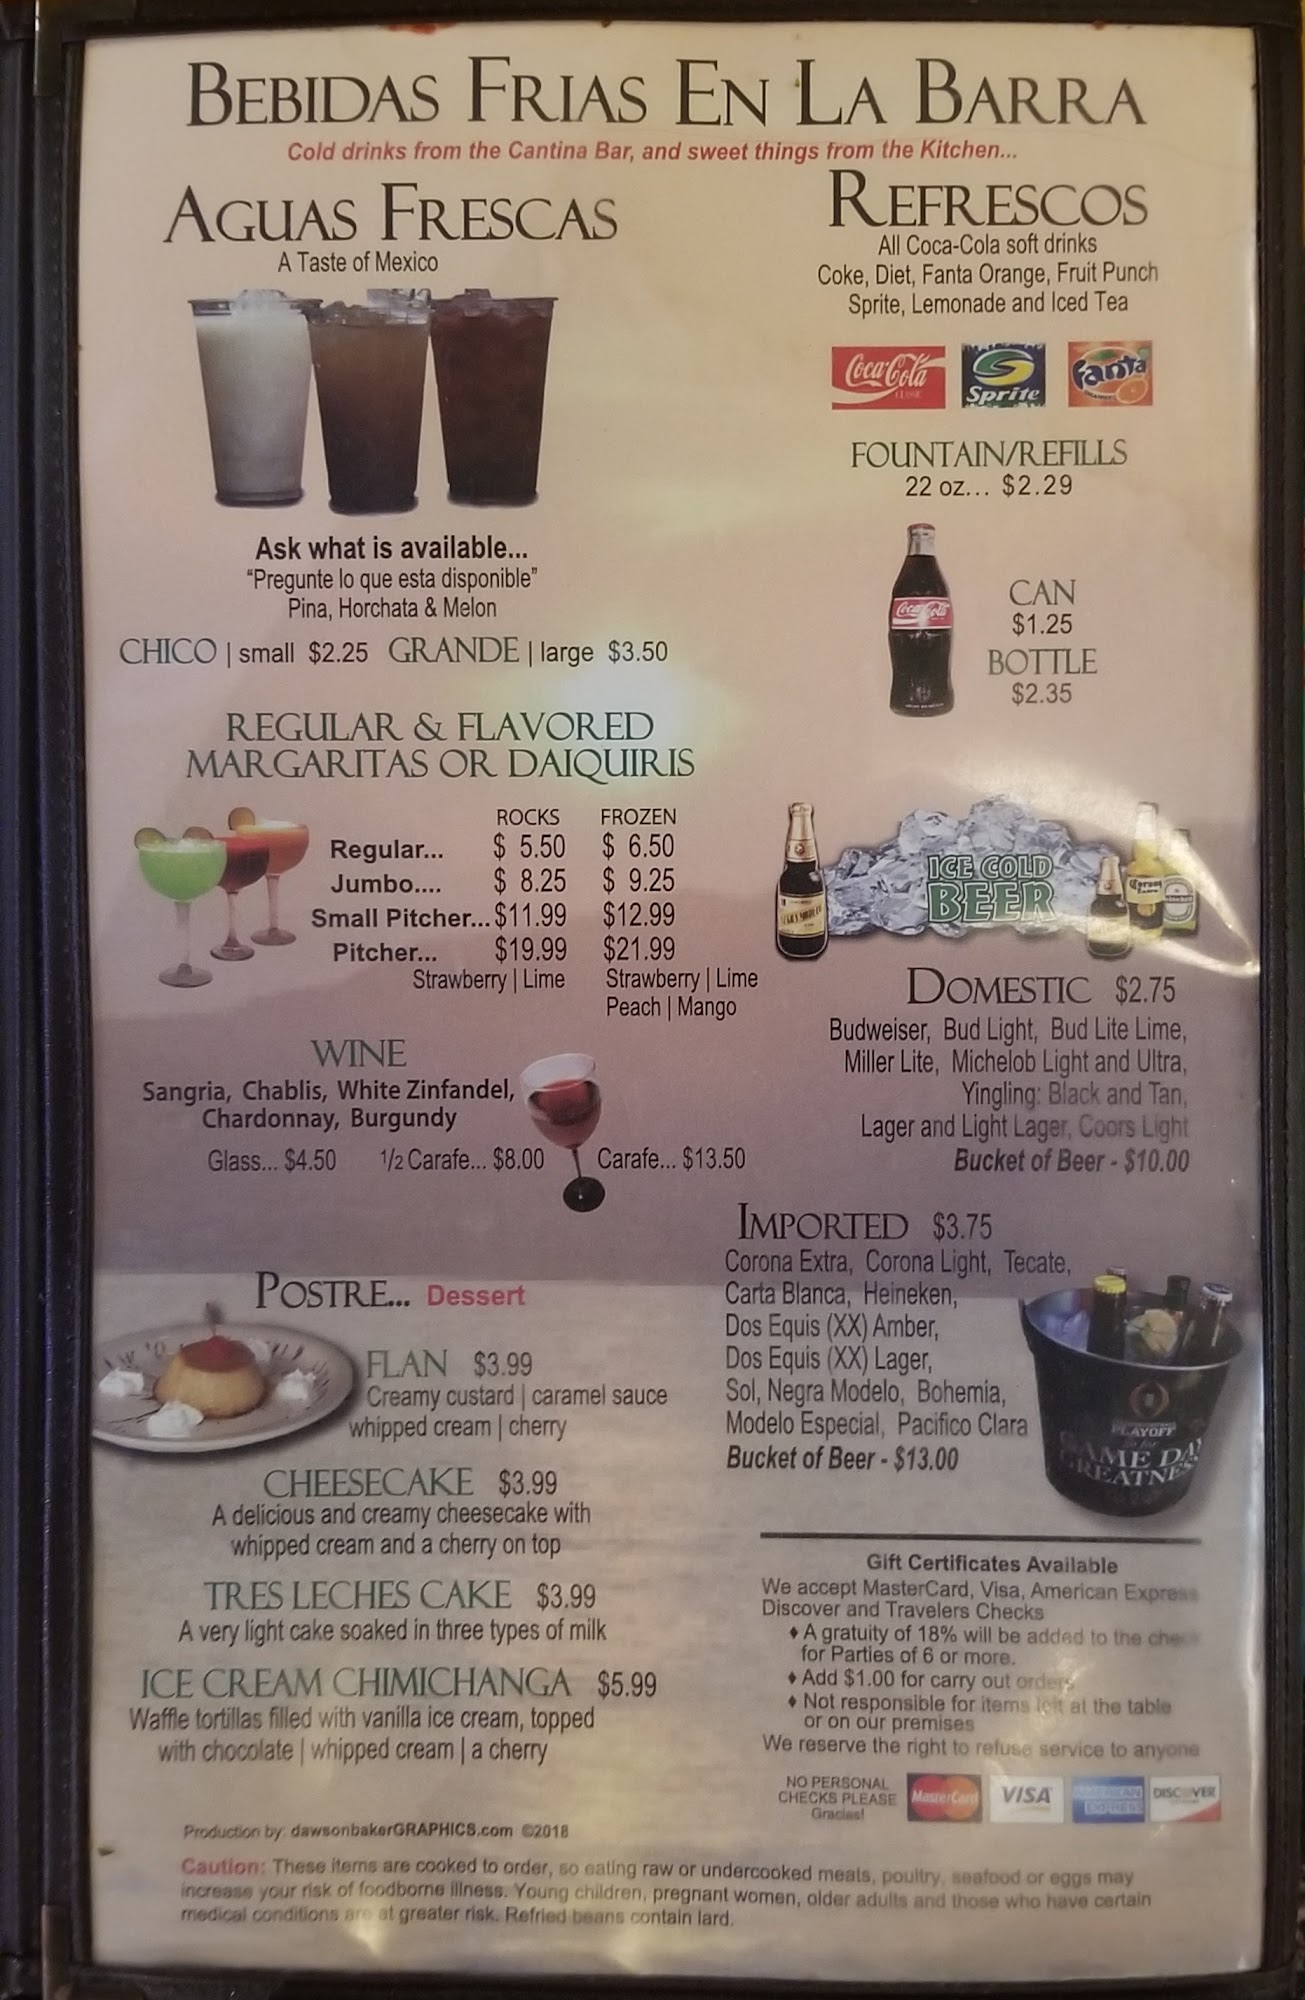 BEBIDAS FRIAS EN LA BARRA
Cold drinks from the Cantina Bar, and sweet things from the Kitchen...
AGUAS FRESCAS
A Taste of Mexico
Ask what is available...
"Pregunte lo que esta disponible"
Pina, Horchata & Melon
CHICO | small $2.25 GRANDE | large $3.50
REGULAR & FLAVORED
MARGARITAS OR DAIQUIRIS
ROCKS FROZEN
Regular... $ 5.50 $ 6.50
Jumbo.... $ 8.25 $ 9.25
Small Pitcher... $11.99 $12.99
Pitcher... $19.99 $21.99
Strawberry | Lime Strawberry | Lime
Peach | Mango
WINE
Sangria, Chablis, White Zinfandel,
Chardonnay, Burgundy
Glass... $4.50 1/2 Carafe... $8.00 Carafe... $13.50
POSTRE... Dessert
FLAN $3.99
Creamy custard | caramel sauce
whipped cream | cherry
CHEESECAKE $3.99
A delicious and creamy cheesecake with
whipped cream and a cherry on top
TRES LECHES CAKE $3.99
A very light cake soaked in three types of milk
ICE CREAM CHIMICHANGA $5.99
Waffle tortillas filled with vanilla ice cream, topped
with chocolate | whipped cream | a cherry
REFRESCOS
All Coca-Cola soft drinks
Coke, Diet, Fanta Orange, Fruit Punch
Sprite, Lemonade and Iced Tea
Coca-Cola CLASSIC Sprite Fanta
FOUNTAIN/REFILLS
22 oz... $2.29
Coca-Cola
CAN
$1.25
BOTTLE
$2.35
ICE COLD
BEER
Corona
DOMESTIC $2.75
Budweiser, Bud Light, Bud Lite Lime,
Miller Lite, Michelob Light and Ultra,
Yingling: Black and Tan,
Lager and Light Lager, Coors Light
Bucket of Beer - $10.00
IMPORTED $3.75
Corona Extra, Corona Light, Tecate,
Carta Blanca, Heineken,
Dos Equis (XX) Amber,
Dos Equis (XX) Lager,
Sol, Negra Modelo, Bohemia,
Modelo Especial, Pacifico Clara
Bucket of Beer - $13.00
PLAYOFF
GAME DAY
GREATNESS
Gift Certificates Available
We accept MasterCard, Visa, American Express
Discover and Travelers Checks
♦ A gratuity of 18% will be added to the check
for Parties of 6 or more.
♦ Add $1.00 for carry out orders
♦ Not responsible for items left at the table
or on our premises
We reserve the right to refuse service to anyone
NO PERSONAL
CHECKS PLEASE
Gracias!
MasterCard VISA AMERICAN EXPRESS DISCOVER
Production by: dawsonbakerGRAPHICS.com ©2018
Caution: These items are cooked to order, so eating raw or undercooked meats, poultry, seafood or eggs may
increase your risk of foodborne illness. Young children, pregnant women, older adults and those who have certain
medical conditions are at greater risk. Refried beans contain lard.